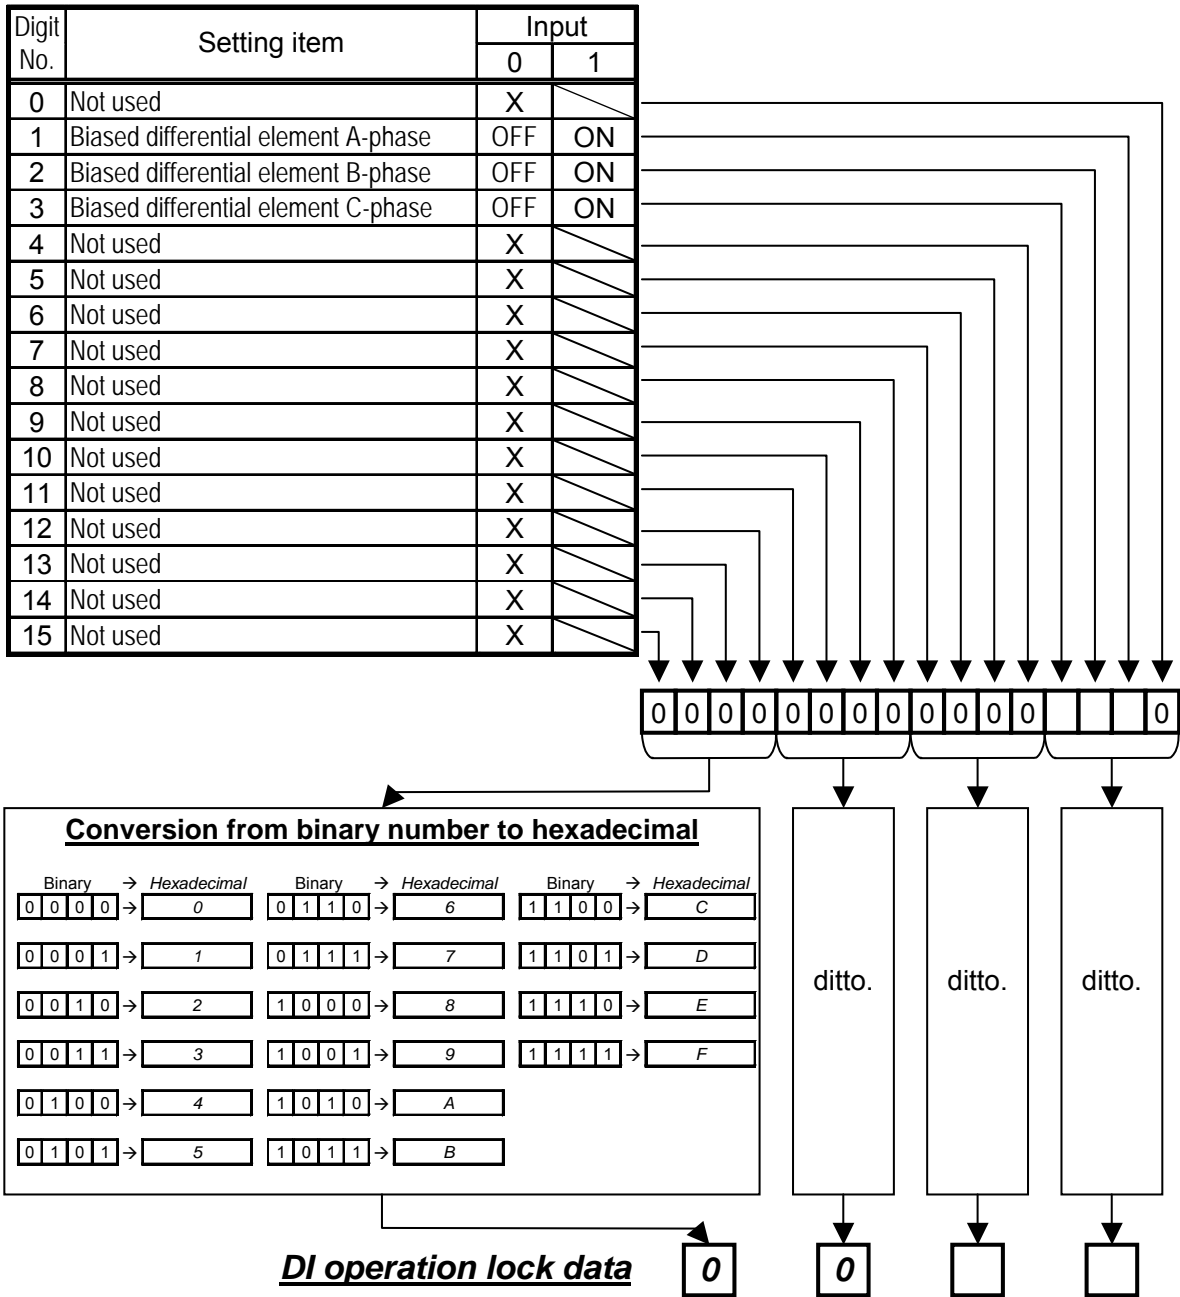 Digit No. Setting item Input
0 1
0 Not used X
1 Biased differential element A-phase OFF ON
2 Biased differential element B-phase OFF ON
3 Biased differential element C-phase OFF ON
4 Not used X
5 Not used X
6 Not used X
7 Not used X
8 Not used X
9 Not used X
10 Not used X
11 Not used X
12 Not used X
13 Not used X
14 Not used X
15 Not used X
0 0 0 0 0 0 0 0 0 0 0 0 0
Conversion from binary number to hexadecimal
Binary → Hexadecimal Binary → Hexadecimal Binary → Hexadecimal
0 0 0 0 → 0 0 1 1 0 → 6 1 1 0 0 → C
0 0 0 1 → 1 0 1 1 1 → 7 1 1 0 1 → D
0 0 1 0 → 2 1 0 0 0 → 8 1 1 1 0 → E
0 0 1 1 → 3 1 0 0 1 → 9 1 1 1 1 → F
0 1 0 0 → 4 1 0 1 0 → A
0 1 0 1 → 5 1 0 1 1 → B
ditto. ditto. ditto.
DI operation lock data 0 0